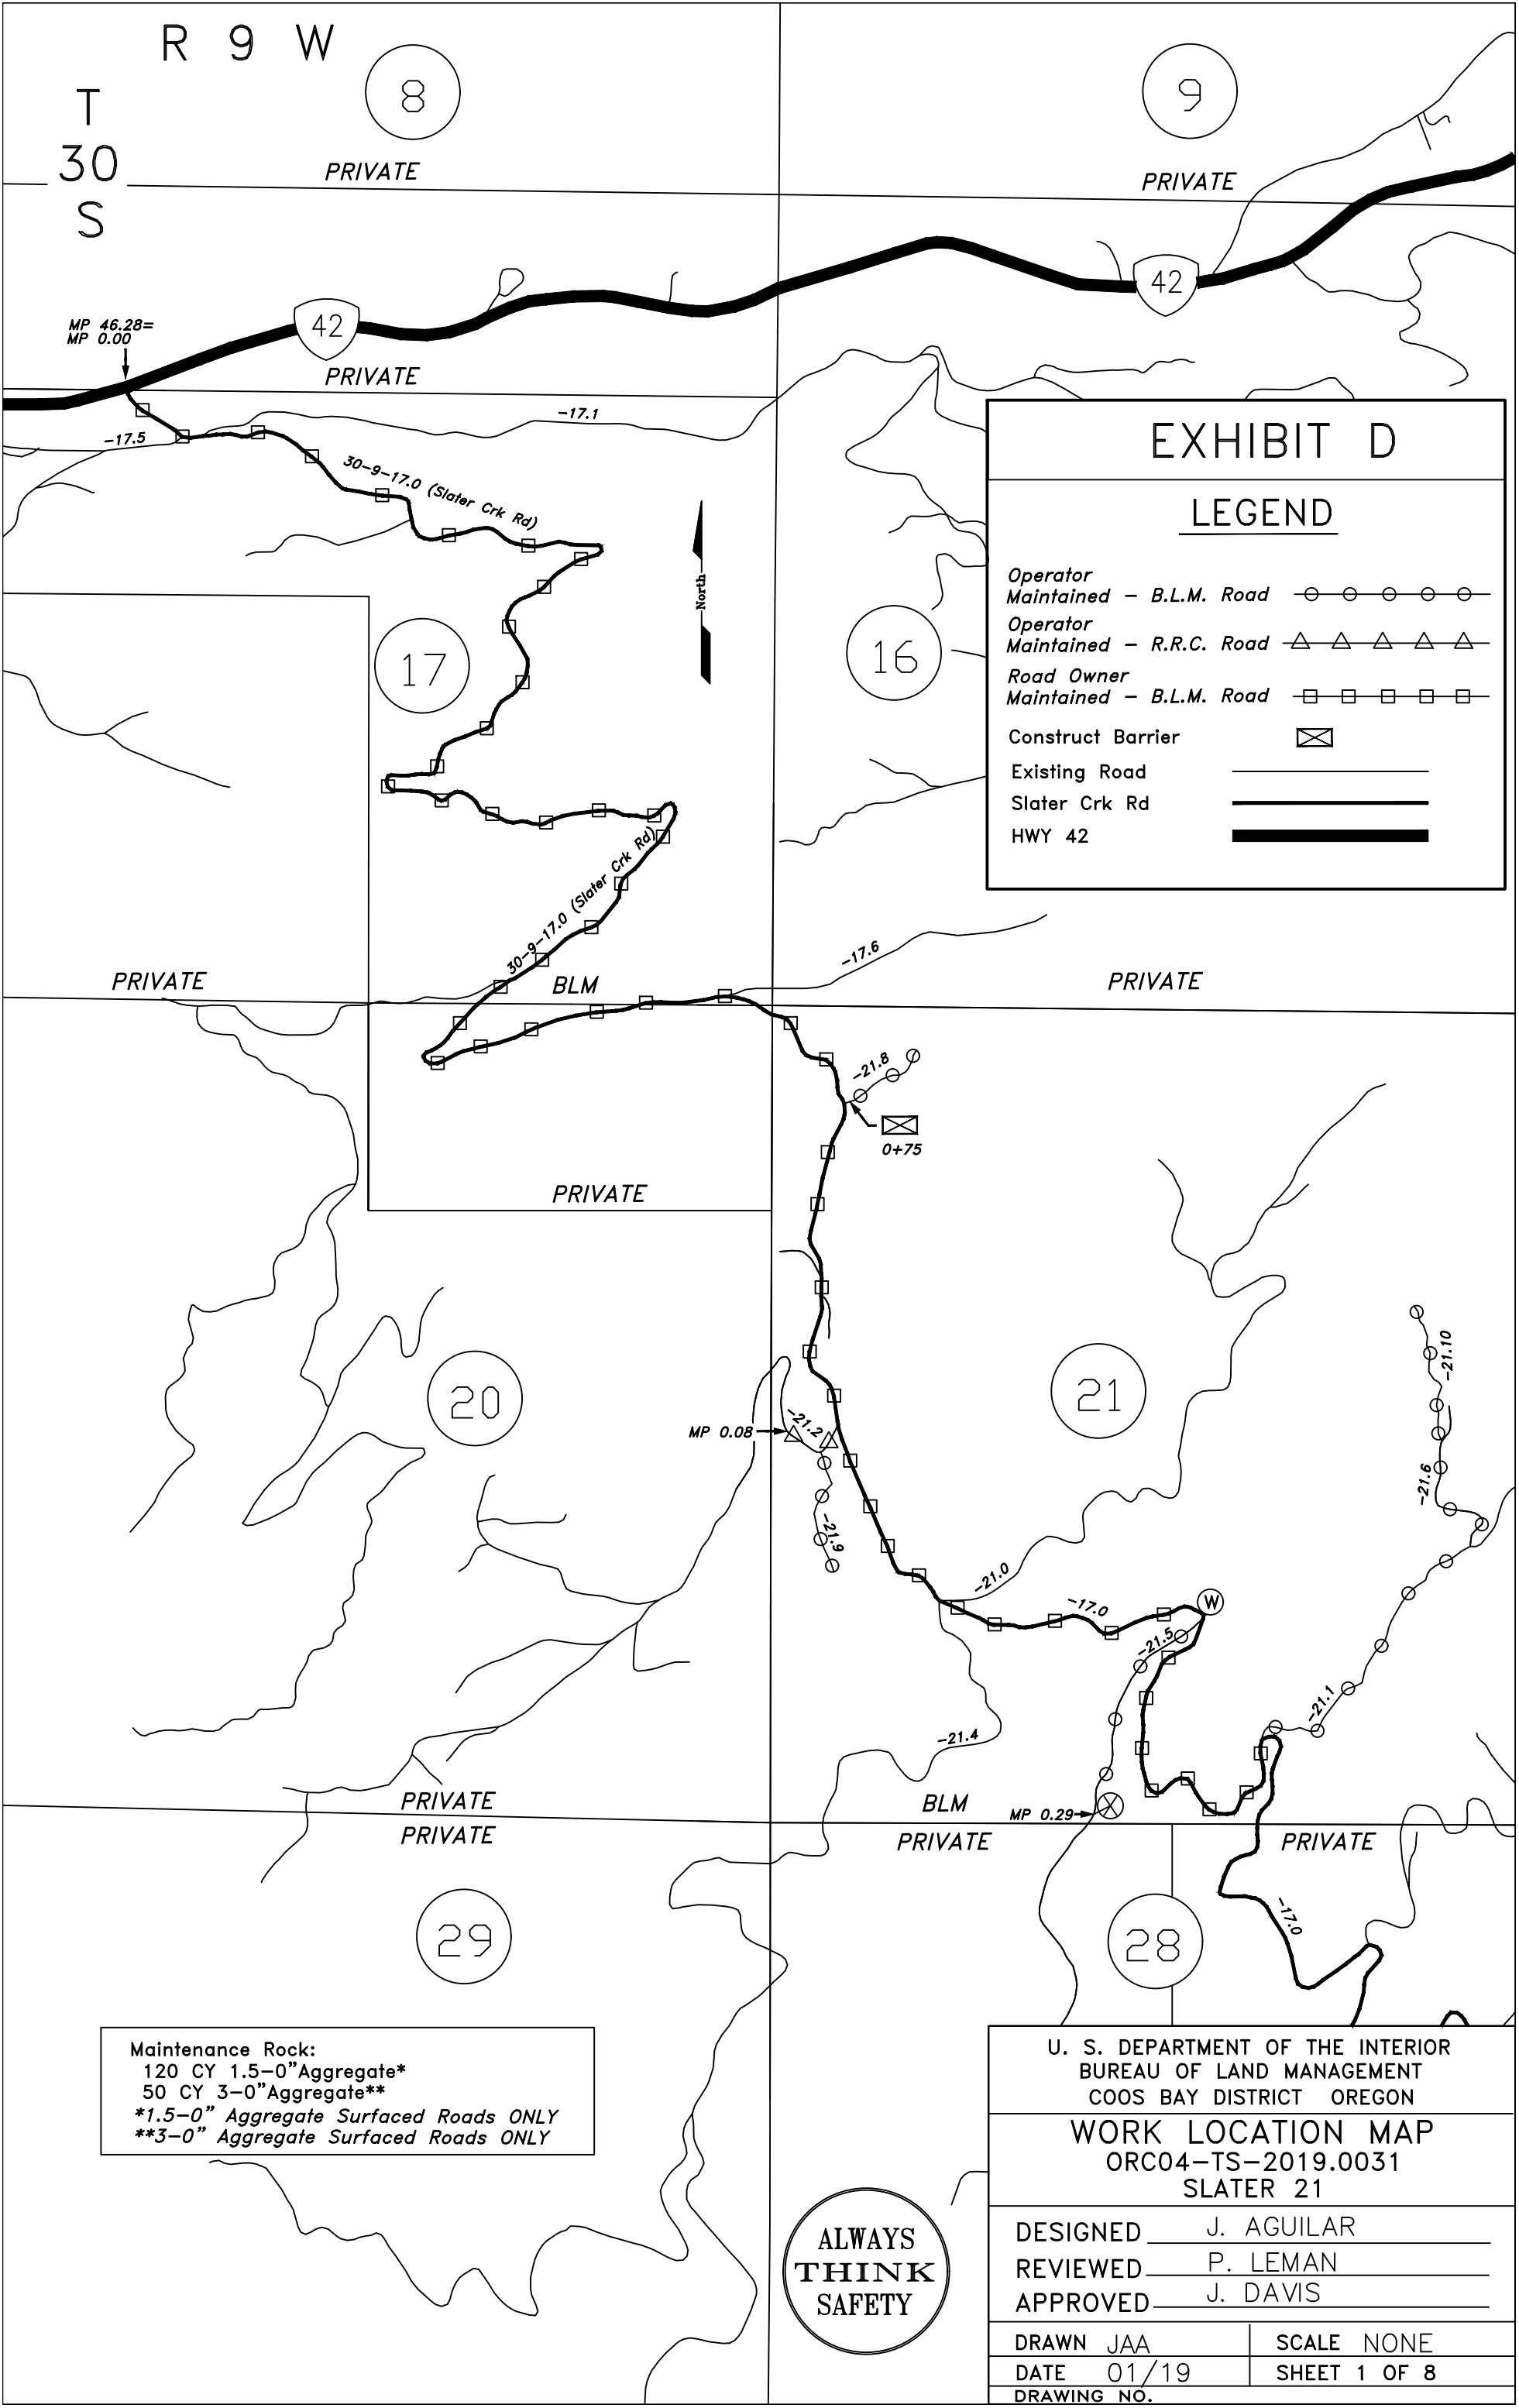 R 9 W
T
30
S
8
9
PRIVATE
PRIVATE
42
42
MP 46.28=
MP 0.00
PRIVATE
-17.1
-17.5
30-9-17.0 (Slater Crk Rd)
North
17
16
EXHIBIT D
LEGEND
Operator
Maintained - B.L.M. Road
Operator
Maintained - R.R.C. Road
Road Owner
Maintained - B.L.M. Road
Construct Barrier
Existing Road
Slater Crk Rd
HWY 42
30-9-17.0 (Slater Crk Rd)
-17.6
PRIVATE
BLM
PRIVATE
-21.8
0+75
PRIVATE
20
21
-21.10
MP 0.08
-21.2
-21.6
-21.9
-21.0
-17.0
W
-21.5
-21.1
-21.4
PRIVATE
BLM
MP 0.29
PRIVATE
PRIVATE
PRIVATE
-17.0
29
28
Maintenance Rock:
120 CY 1.5-0"Aggregate*
50 CY 3-0"Aggregate**
*1.5-0" Aggregate Surfaced Roads ONLY
**3-0" Aggregate Surfaced Roads ONLY
ALWAYS
THINK
SAFETY
U. S. DEPARTMENT OF THE INTERIOR
BUREAU OF LAND MANAGEMENT
COOS BAY DISTRICT OREGON
WORK LOCATION MAP
ORC04-TS-2019.0031
SLATER 21
DESIGNED J. AGUILAR
REVIEWED P. LEMAN
APPROVED J. DAVIS
DRAWN JAA
SCALE NONE
DATE 01/19
SHEET 1 OF 8
DRAWING NO.